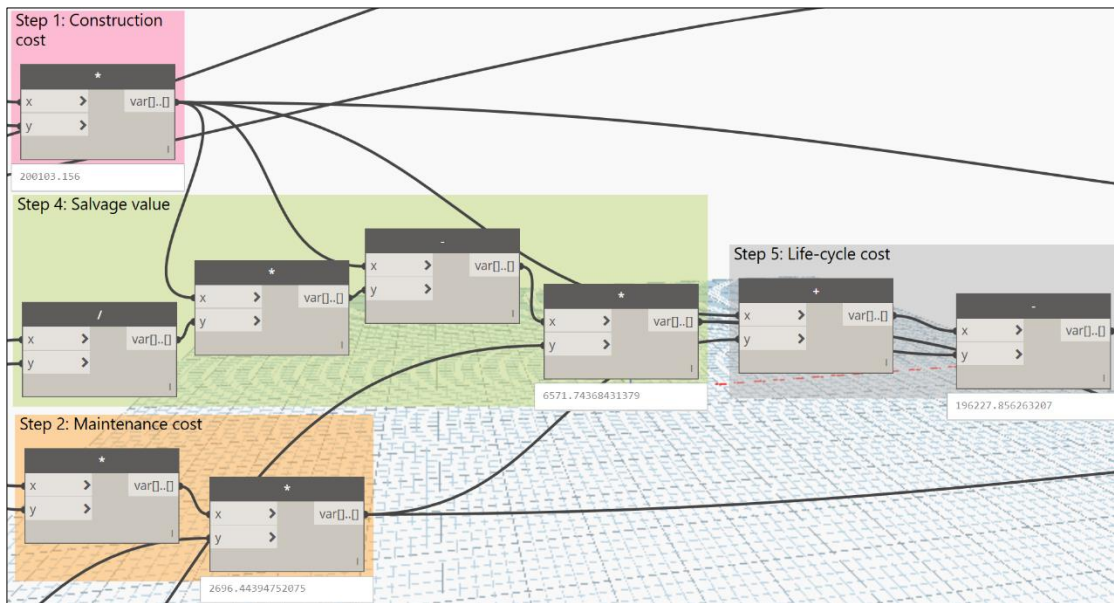 Step 1: Construction
cost
*
x > var[]..[]
y >
l
200103.156
Step 4: Salvage value
-
x > var[]..[]
y >
l
*
x > var[]..[]
y >
l
*
x > var[]..[]
y >
l
6571.74368431379
/
x > var[]..[]
y >
l
Step 5: Life-cycle cost
+
x > var[]..[]
y >
l
-
x > var[]..[]
y >
l
196227.856263207
Step 2: Maintenance cost
*
x > var[]..[]
y >
l
*
x > var[]..[]
y >
l
2696.44394752075